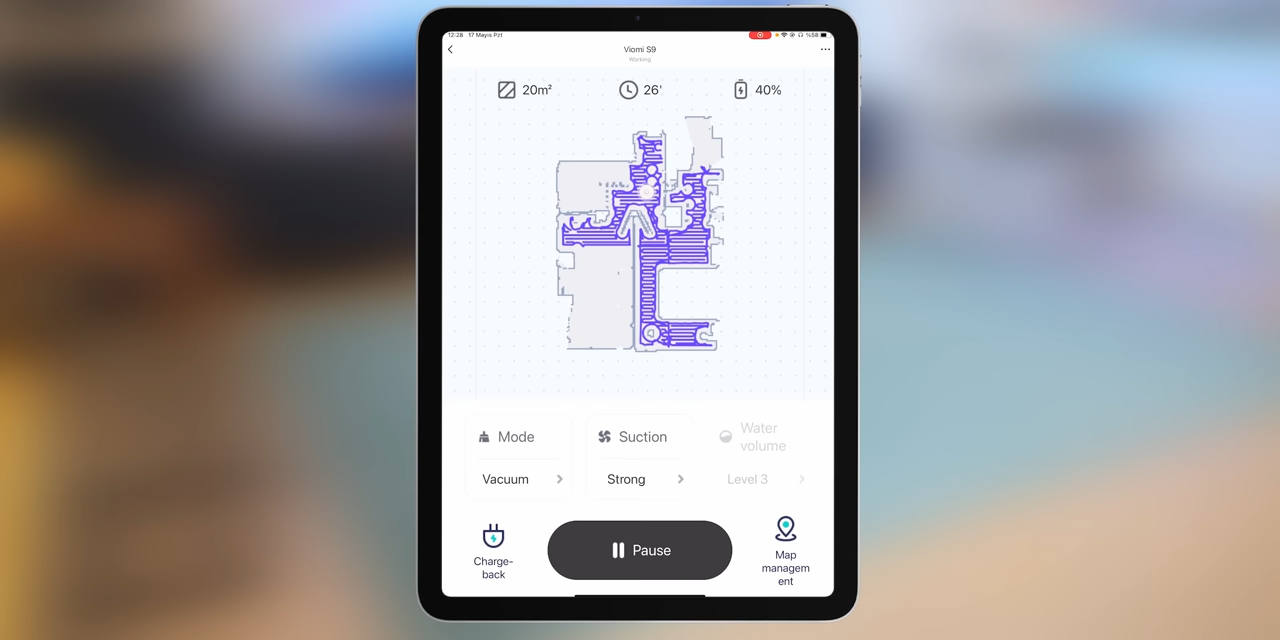 12:28 17 Mayıs Pzt
%58
Viomi S9
Working
20m²
26'
40%
Mode
Suction
Water
volume
Vacuum
Strong
Level 3
Charge-
back
Pause
Map
managem
ent